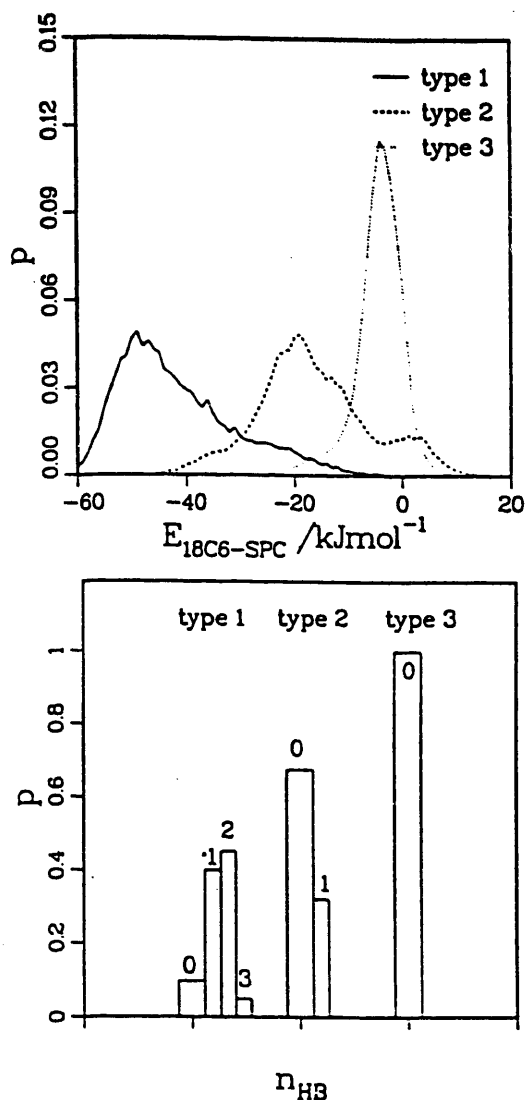 0.15
0.12
0.09
0.06
0.03
0.00
p
type 1
type 2
type 3
−60 −40 −20 0 20
E18C6-SPC /kJmol−1
type 1 type 2 type 3
1
0.8
0.6
0.4
0.2
0
p
0 1 2 3
0 1
0
nHB